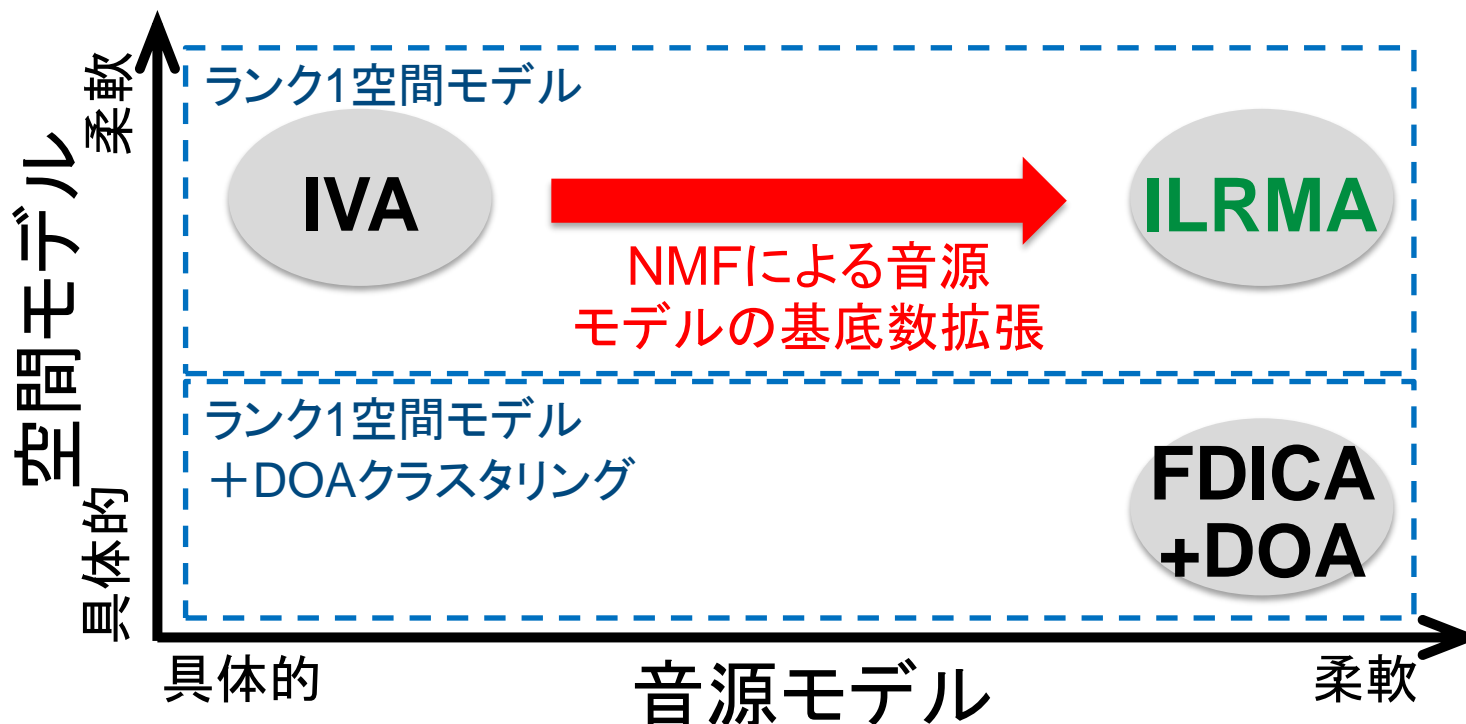 柔軟
空間モデル
具体的
ランク1空間モデル
IVA
ILRMA
NMFによる音源
モデルの基底数拡張
ランク1空間モデル
＋DOAクラスタリング
FDICA
+DOA
具体的
音源モデル
柔軟